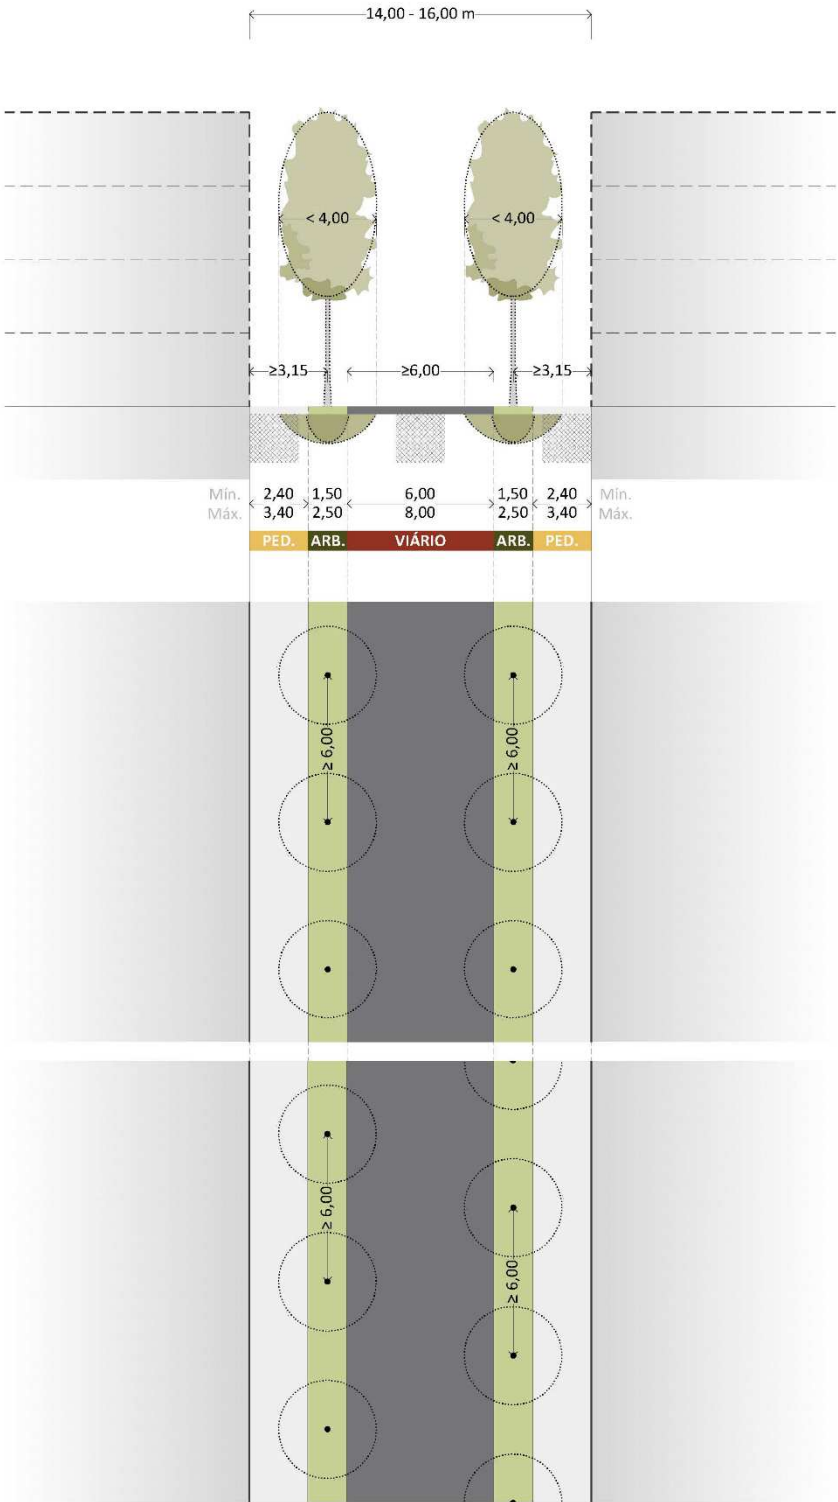 14,00 - 16,00 m
< 4,00 < 4,00
≥3,15 ≥6,00 ≥3,15
Mín. 2,40 1,50 6,00 1,50 2,40 Mín.
Máx. 3,40 2,50 8,00 2,50 3,40 Máx.
PED. ARB. VIÁRIO ARB. PED.
≥ 6,00 ≥ 6,00
≥ 6,00
≥ 6,00